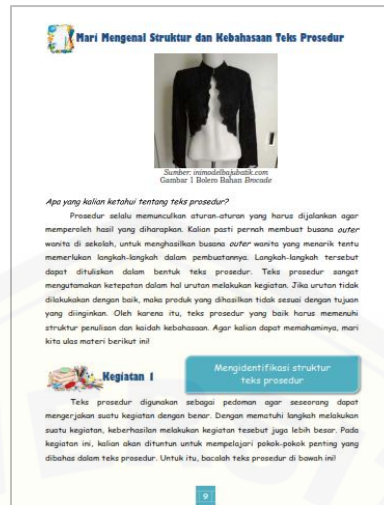 Mari Mengenal Struktur dan Kebahasaan Teks Prosedur
Sumber: inimodelbajubatik.com
Gambar 1 Bolero Bahan Brocade
Apa yang kalian ketahui tentang teks prosedur?
Prosedur selalu memunculkan aturan-aturan yang harus dijalankan agar
memperoleh hasil yang diharapkan. Kalian pasti pernah membuat busana outer
wanita di sekolah, untuk menghasilkan busana outer wanita yang menarik tentu
memerlukan langkah-langkah dalam pembuatannya. Langkah-langkah tersebut
dapat dituliskan dalam bentuk teks prosedur. Teks prosedur sangat
mengutamakan ketepatan dalam hal urutan melakukan kegiatan. Jika urutan tidak
dilakukakan dengan baik, maka produk yang dihasilkan tidak sesuai dengan tujuan
yang diinginkan. Oleh karena itu, teks prosedur yang baik harus memenuhi
struktur penulisan dan kaidah kebahasaan. Agar kalian dapat memahaminya, mari
kita ulas materi berikut ini!
Kegiatan 1
Mengidentifikasi struktur
teks prosedur
Teks prosedur digunakan sebagai pedoman agar seseorang dapat
mengerjakan suatu kegiatan dengan benar. Dengan mematuhi langkah melakukan
suatu kegiatan, keberhasilan melakukan kegiatan tesebut juga lebih besar. Pada
kegiatan ini, kalian akan dituntun untuk mempelajari pokok-pokok penting yang
dibahas dalam teks prosedur. Untuk itu, bacalah teks prosedur di bawah ini!
9